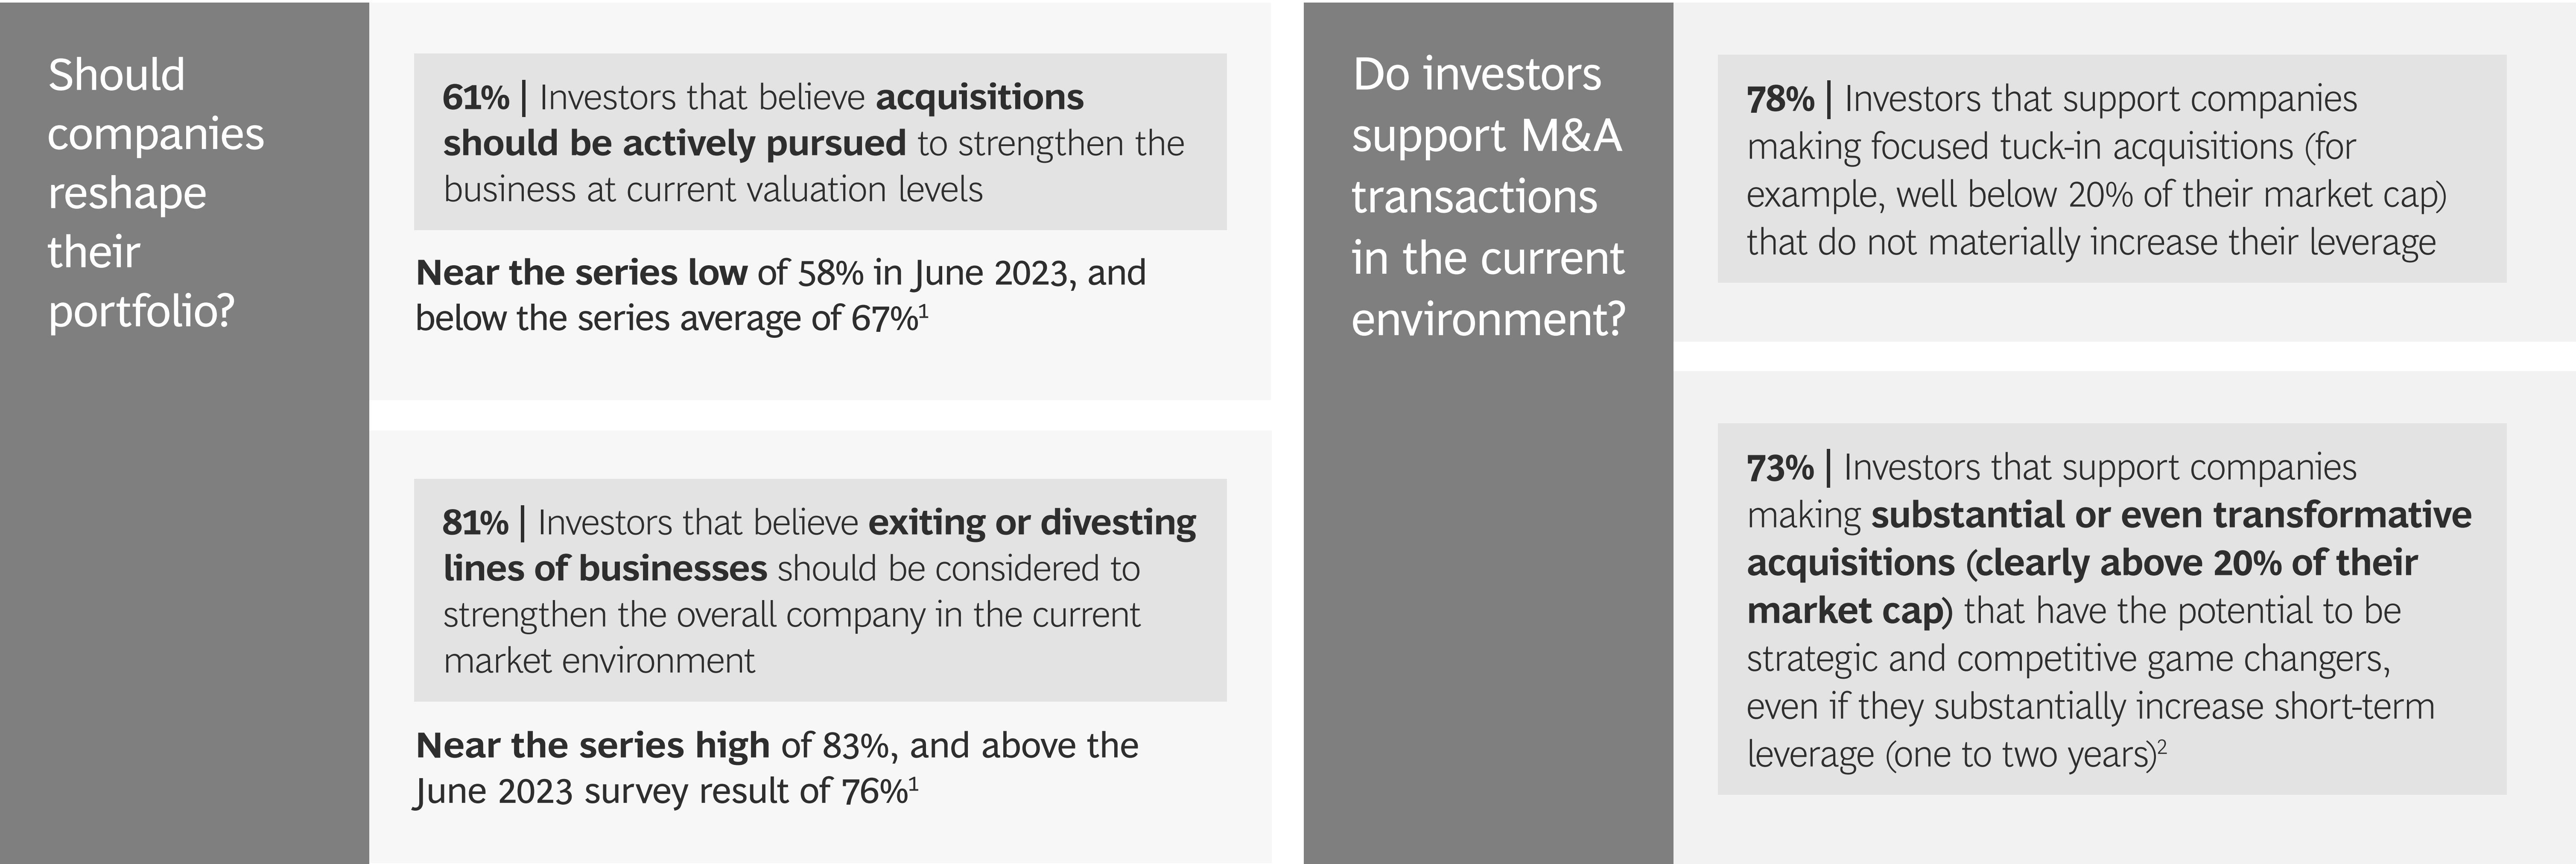 Should
companies
reshape
their
portfolio?
61% | Investors that believe acquisitions
should be actively pursued to strengthen the
business at current valuation levels
Near the series low of 58% in June 2023, and
below the series average of 67%¹
81% | Investors that believe exiting or divesting
lines of businesses should be considered to
strengthen the overall company in the current
market environment
Near the series high of 83%, and above the
June 2023 survey result of 76%¹
Do investors
support M&A
transactions
in the current
environment?
78% | Investors that support companies
making focused tuck-in acquisitions (for
example, well below 20% of their market cap)
that do not materially increase their leverage
73% | Investors that support companies
making substantial or even transformative
acquisitions (clearly above 20% of their
market cap) that have the potential to be
strategic and competitive game changers,
even if they substantially increase short-term
leverage (one to two years)²